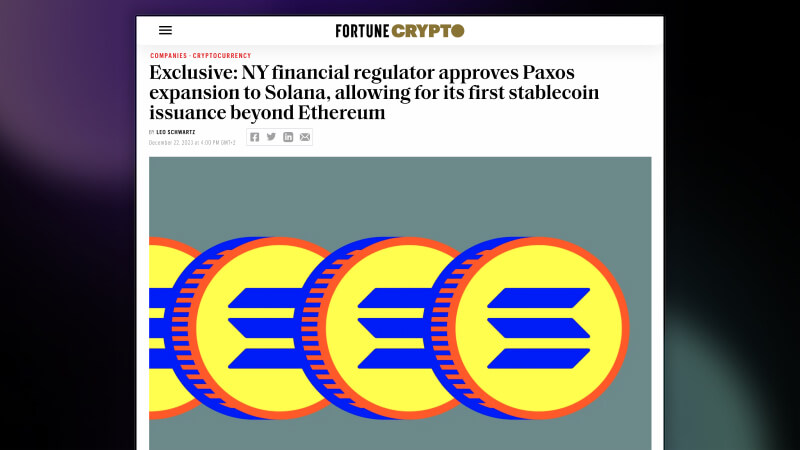 FORTUNE CRYPTO
COMPANIES · CRYPTOCURRENCY
Exclusive: NY financial regulator approves Paxos
expansion to Solana, allowing for its first stablecoin
issuance beyond Ethereum
BY LEO SCHWARTZ
December 22, 2023 at 4:00 PM GMT+2